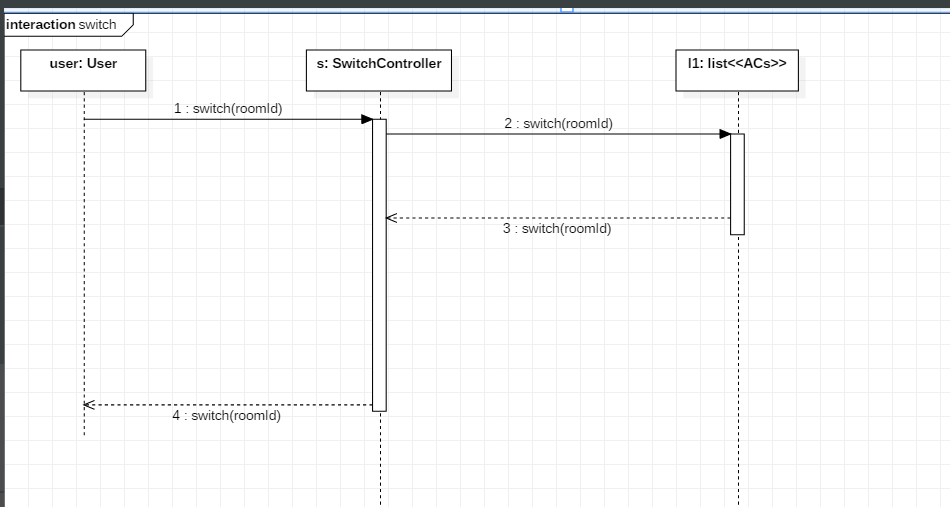 interaction switch
user: User
s: SwitchController
l1: list<<ACs>>
1 : switch(roomId)
2 : switch(roomId)
3 : switch(roomId)
4 : switch(roomId)